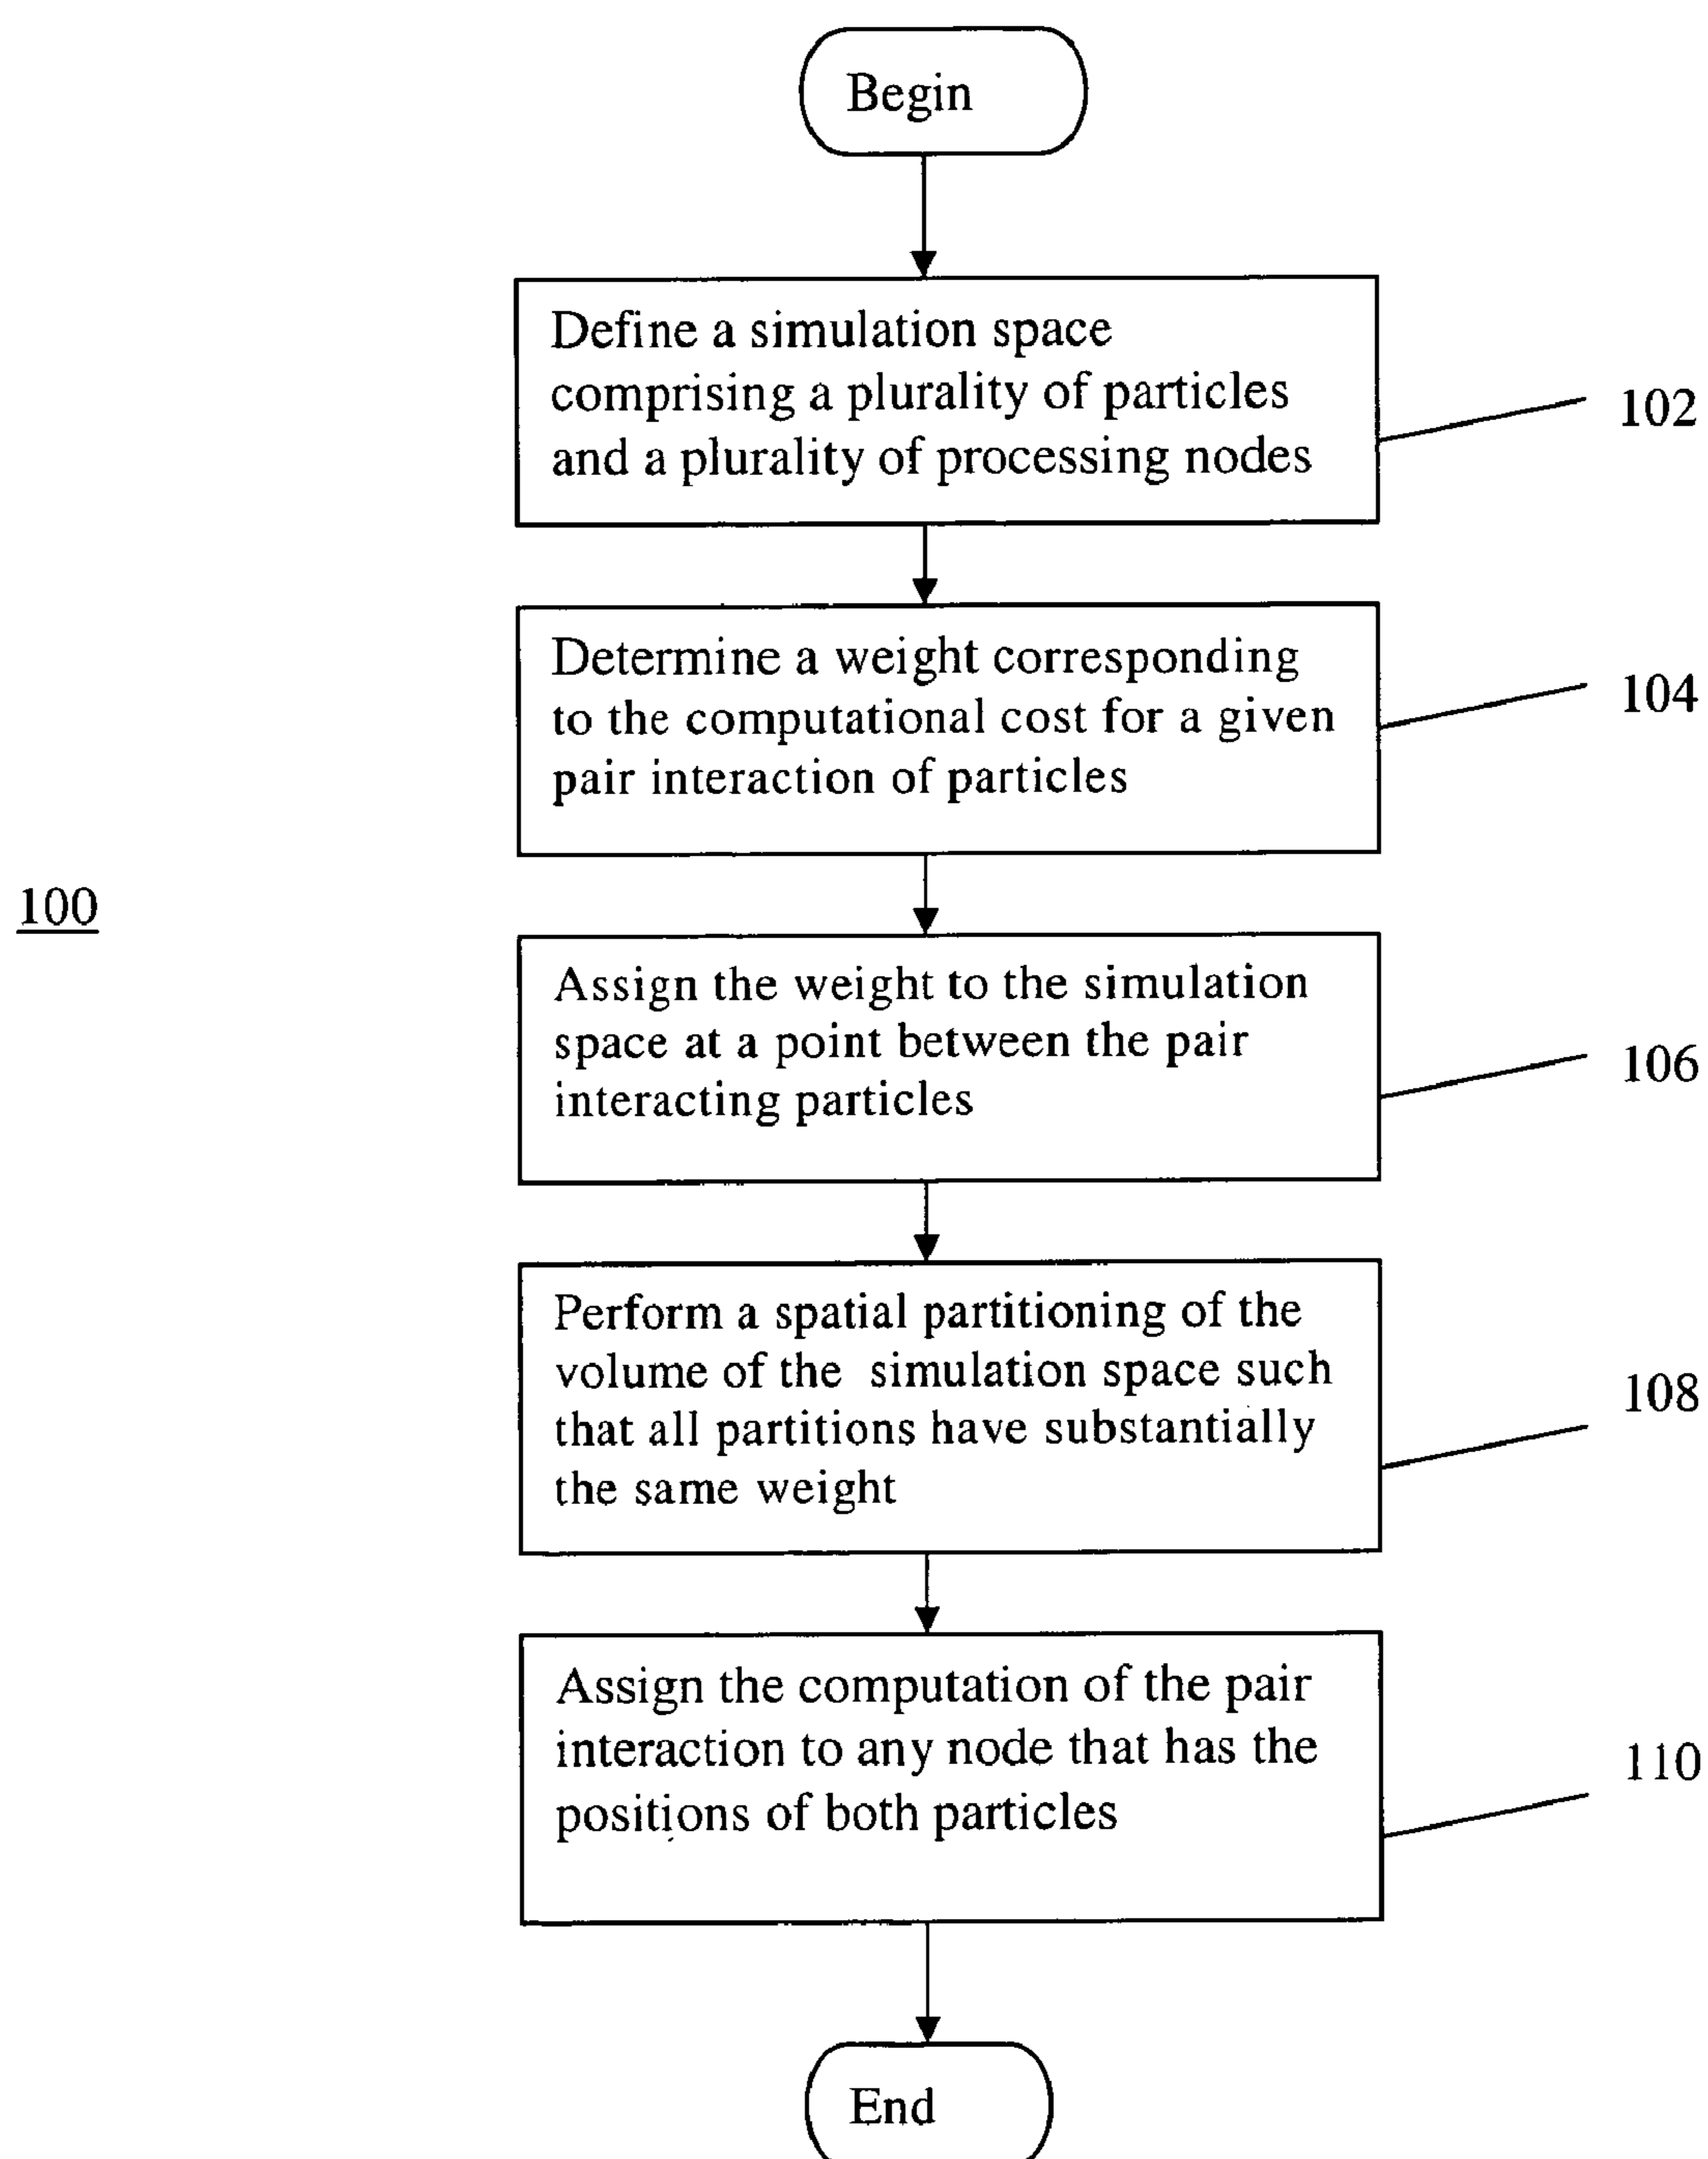 Begin
Define a simulation space
comprising a plurality of particles
and a plurality of processing nodes
102
Determine a weight corresponding
to the computational cost for a given
pair interaction of particles
104
100
Assign the weight to the simulation
space at a point between the pair
interacting particles
106
Perform a spatial partitioning of the
volume of the simulation space such
that all partitions have substantially
the same weight
108
Assign the computation of the pair
interaction to any node that has the
positions of both particles
110
End